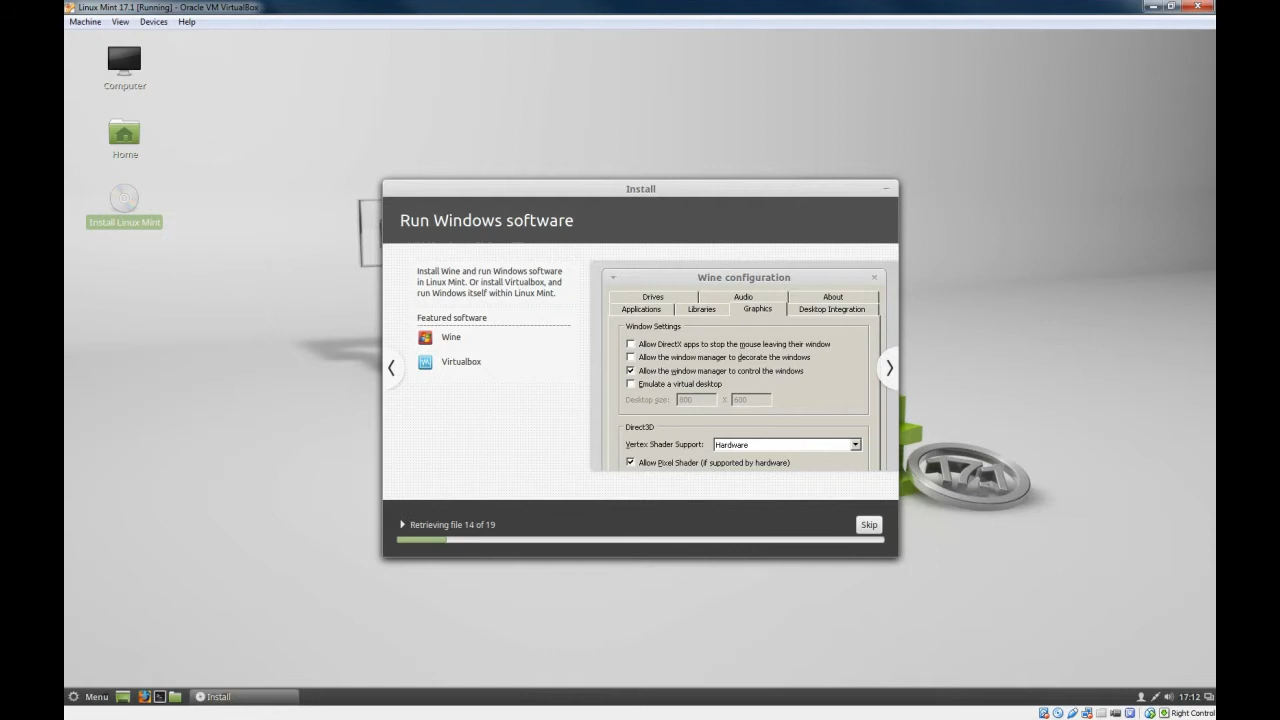 Linux Mint 17.1 [Running] - Oracle VM VirtualBox
Machine View Devices Help
Computer
Home
Install Linux Mint
Install
Run Windows software
Install Wine and run Windows software
in Linux Mint. Or install Virtualbox, and
run Windows itself within Linux Mint.
Featured software
Wine
Virtualbox
Wine configuration
Drives Audio About
Applications Libraries Graphics Desktop Integration
Window Settings
Allow DirectX apps to stop the mouse leaving their window
Allow the window manager to decorate the windows
Allow the window manager to control the windows
Emulate a virtual desktop
Desktop size: 800 X 600
Direct3D
Vertex Shader Support: Hardware
Allow Pixel Shader (if supported by hardware)
17.1
Retrieving file 14 of 19
Skip
Menu Install 17:12
Right Control